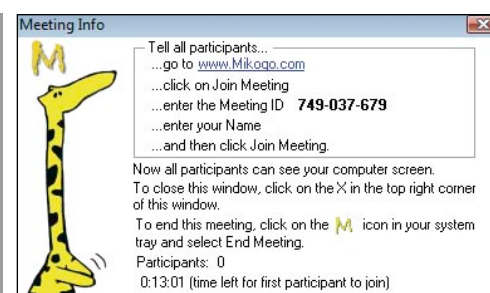 Meeting Info
M
Tell all participants...
...go to www.Mikogo.com
...click on Join Meeting
...enter the Meeting ID 749-037-679
...enter your Name
...and then click Join Meeting.
Now all participants can see your computer screen.
To close this window, click on the X in the top right corner
of this window.
To end this meeting, click on the M icon in your system
tray and select End Meeting.
Participants: 0
0:13:01 (time left for first participant to join)